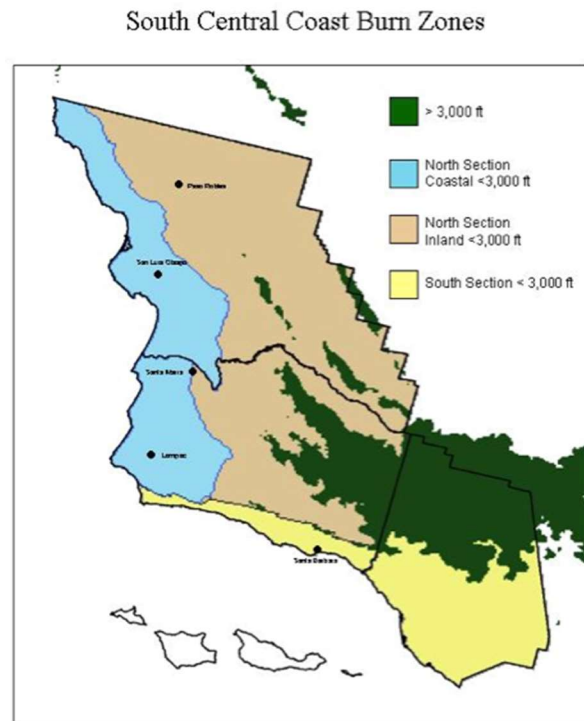 South Central Coast Burn Zones
> 3,000 ft
North Section
Coastal <3,000 ft
North Section
Inland <3,000 ft
South Section < 3,000 ft
Paso Robles
San Luis Obispo
Santa Maria
Lompoc
Santa Barbara